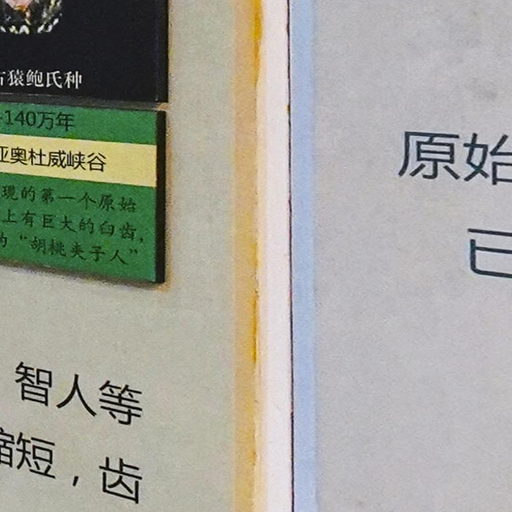 古猿鲍氏种
-140万年
亚奥杜威峡谷
现的第一个原始
上有巨大的臼齿，
为“胡桃夹子人”
智人等
缩短，齿
原始
已